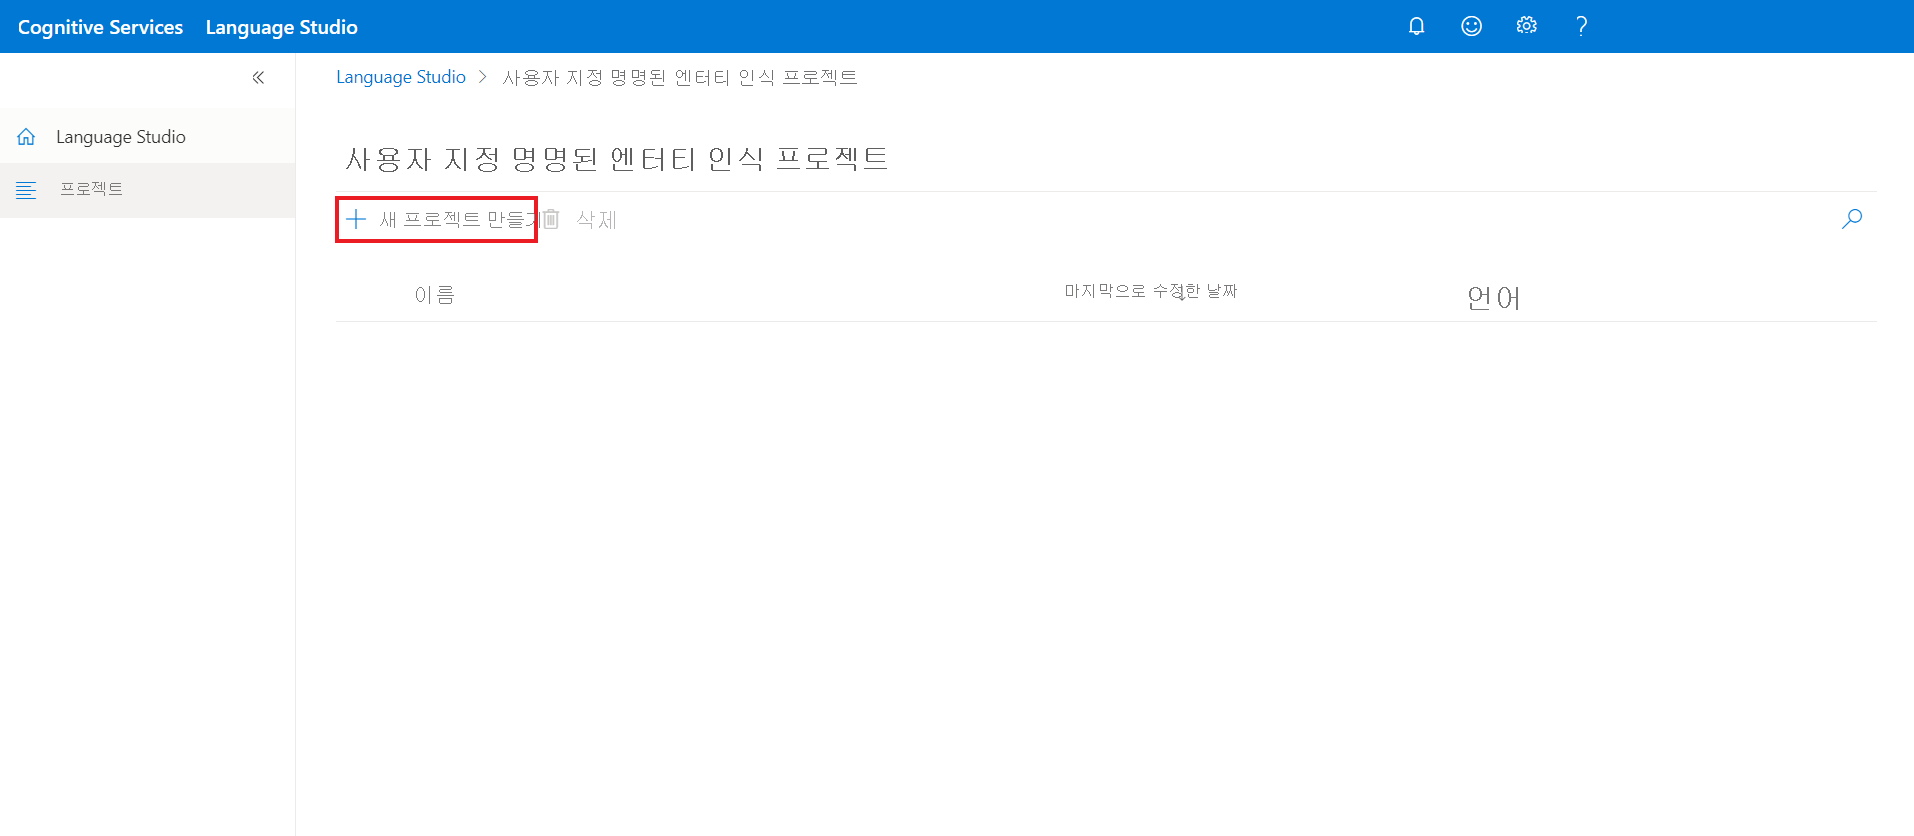 Cognitive Services Language Studio
Language Studio > 사용자 지정 명명된 엔터티 인식 프로젝트
Language Studio
프로젝트
사용자 지정 명명된 엔터티 인식 프로젝트
새 프로젝트 만들기 삭제
이름 마지막으로 수정한 날짜 언어